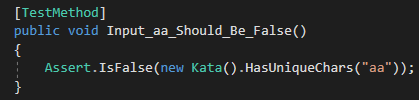 [TestMethod]
public void Input_aa_Should_Be_False()
{
    Assert.IsFalse(new Kata().HasUniqueChars("aa"));
}